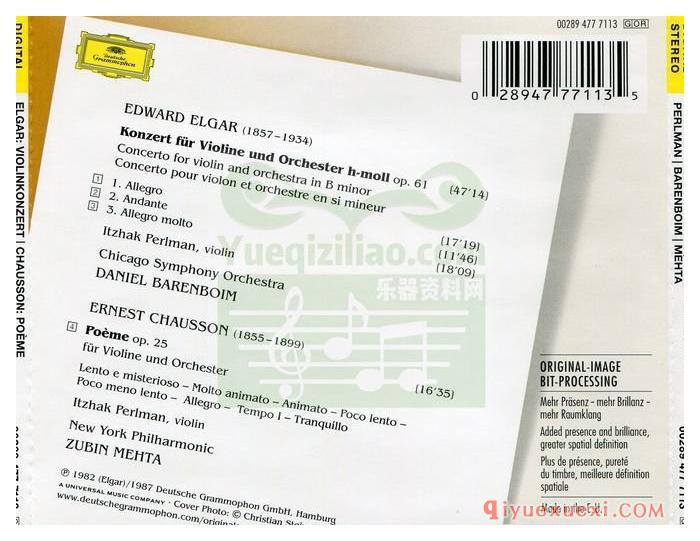 00289 477 7113 GOR
DIGITAL
STEREO
Deutsche
Grammophon
0 28947 77113 5
EDWARD ELGAR (1857-1934)
Konzert für Violine und Orchester h-moll op. 61 (47'14)
Concerto for violin and orchestra in B minor
Concerto pour violon et orchestre en si mineur
1 1. Allegro (17'19)
2 2. Andante (11'46)
3 3. Allegro molto (18'09)
Itzhak Perlman, violin
Chicago Symphony Orchestra
DANIEL BARENBOIM
Yueqiziliao.com
乐器资料网
ERNEST CHAUSSON (1855-1899)
4 Poème op. 25 (16'35)
für Violine und Orchester
Lento e misterioso – Molto animato – Animato – Poco lento –
Poco meno lento – Allegro – Tempo I – Tranquillo
Itzhak Perlman, violin
New York Philharmonic
ZUBIN MEHTA
℗ 1982 (Elgar)/1987 Deutsche Grammophon GmbH, Hamburg
A UNIVERSAL MUSIC COMPANY · Cover Photo: © Christian
www.deutschegrammophon.com/original
ORIGINAL-IMAGE
BIT-PROCESSING
Mehr Präsenz – mehr Brillanz –
mehr Raumklang
Added presence and brilliance,
greater spatial definition
Plus de présence, pureté
du timbre, meilleure définition
spatiale
Made in the E.U.
ELGAR: VIOLINKONZERT | CHAUSSON: POÈME
PERLMAN | BARENBOIM | MEHTA
00289 477 7113
Qiyuexuexi.com